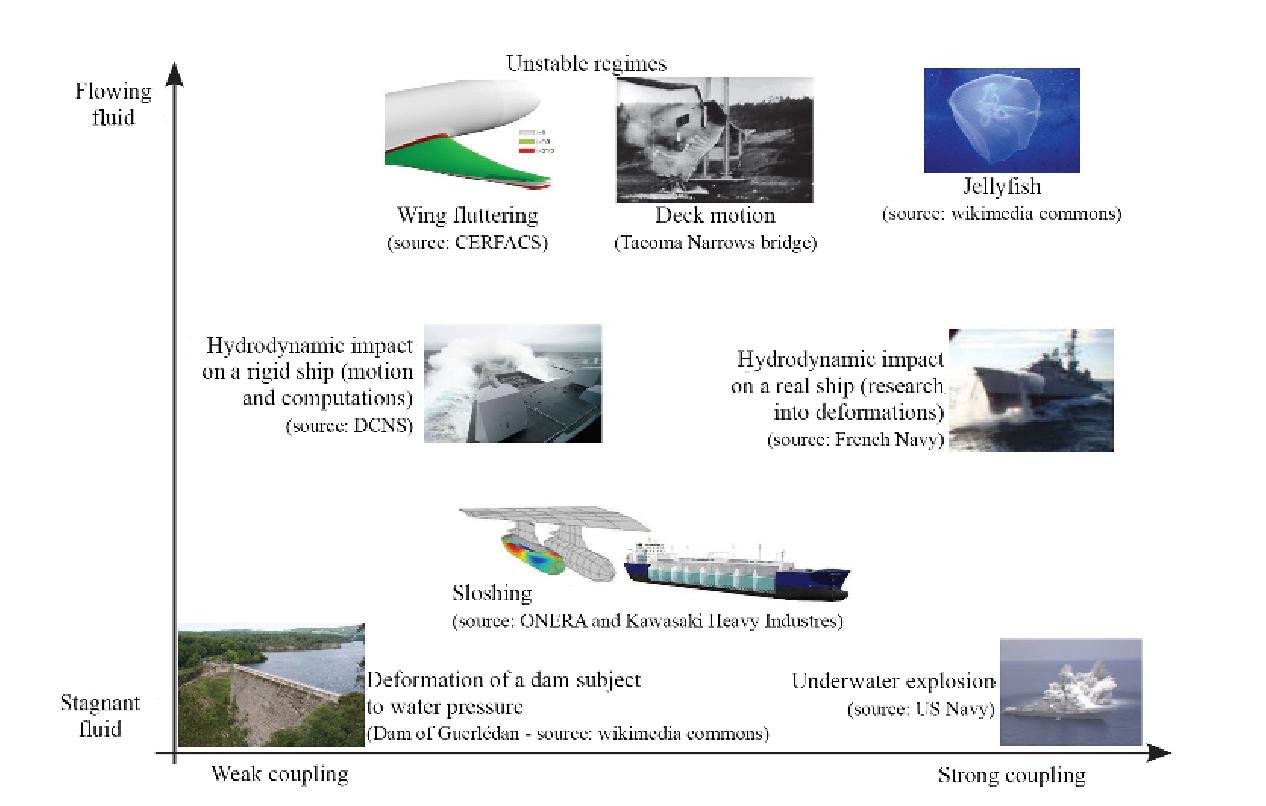 Unstable regimes
Flowing
fluid
Wing fluttering
(source: CERFACS)
Deck motion
(Tacoma Narrows bridge)
Jellyfish
(source: wikimedia commons)
Hydrodynamic impact
on a rigid ship (motion
and computations)
(source: DCNS)
Hydrodynamic impact
on a real ship (research
into deformations)
(source: French Navy)
Sloshing
(source: ONERA and Kawasaki Heavy Industres)
Deformation of a dam subject
to water pressure
(Dam of Guerlédan - source: wikimedia commons)
Underwater explosion
(source: US Navy)
Stagnant
fluid
Weak coupling
Strong coupling